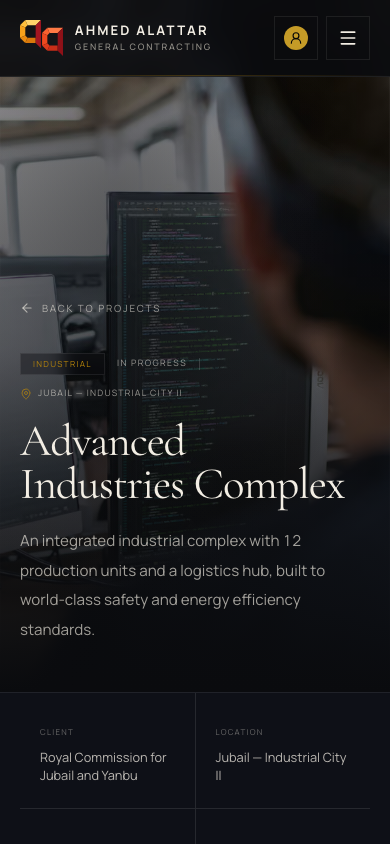 AHMED ALATTAR
GENERAL CONTRACTING
BACK TO PROJECTS
INDUSTRIAL
IN PROGRESS
JUBAIL — INDUSTRIAL CITY II
Advanced
Industries Complex
An integrated industrial complex with 12
production units and a logistics hub, built to
world-class safety and energy efficiency
standards.
CLIENT
LOCATION
Royal Commission for
Jubail and Yanbu
Jubail — Industrial City
II